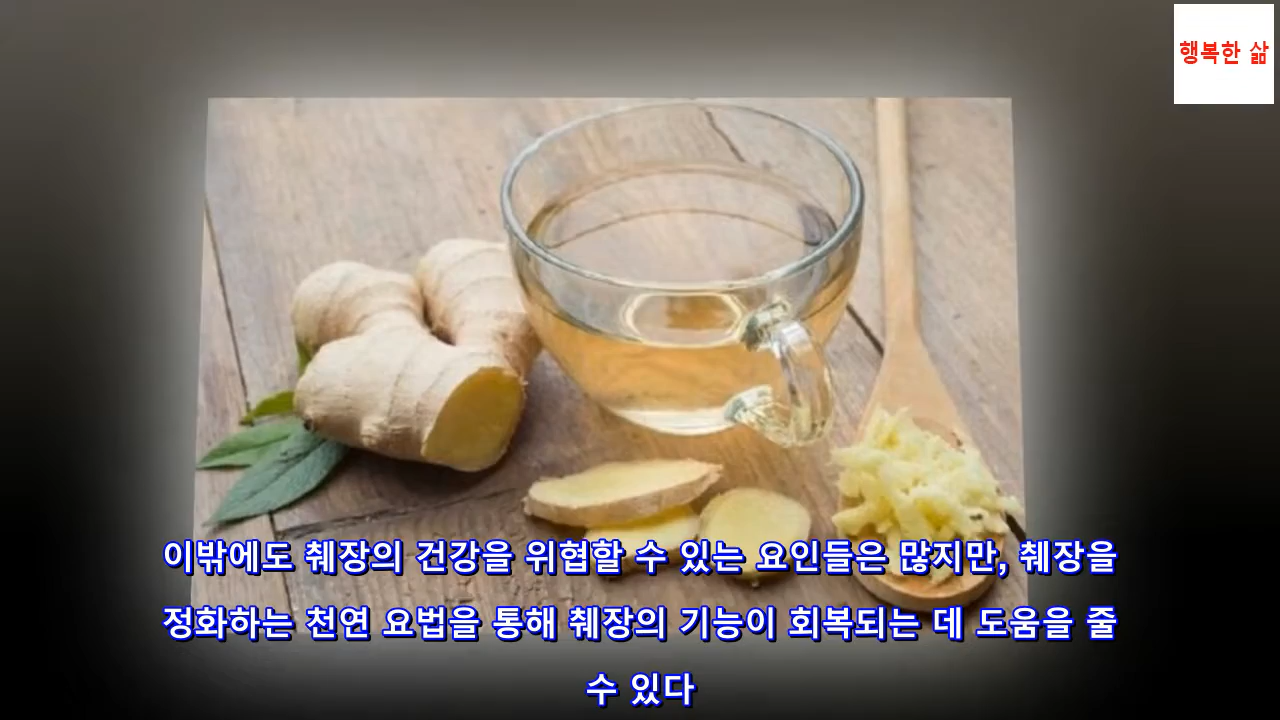 행복한 삶
이밖에도 췌장의 건강을 위협할 수 있는 요인들은 많지만, 췌장을
정화하는 천연 요법을 통해 췌장의 기능이 회복되는 데 도움을 줄
수 있다